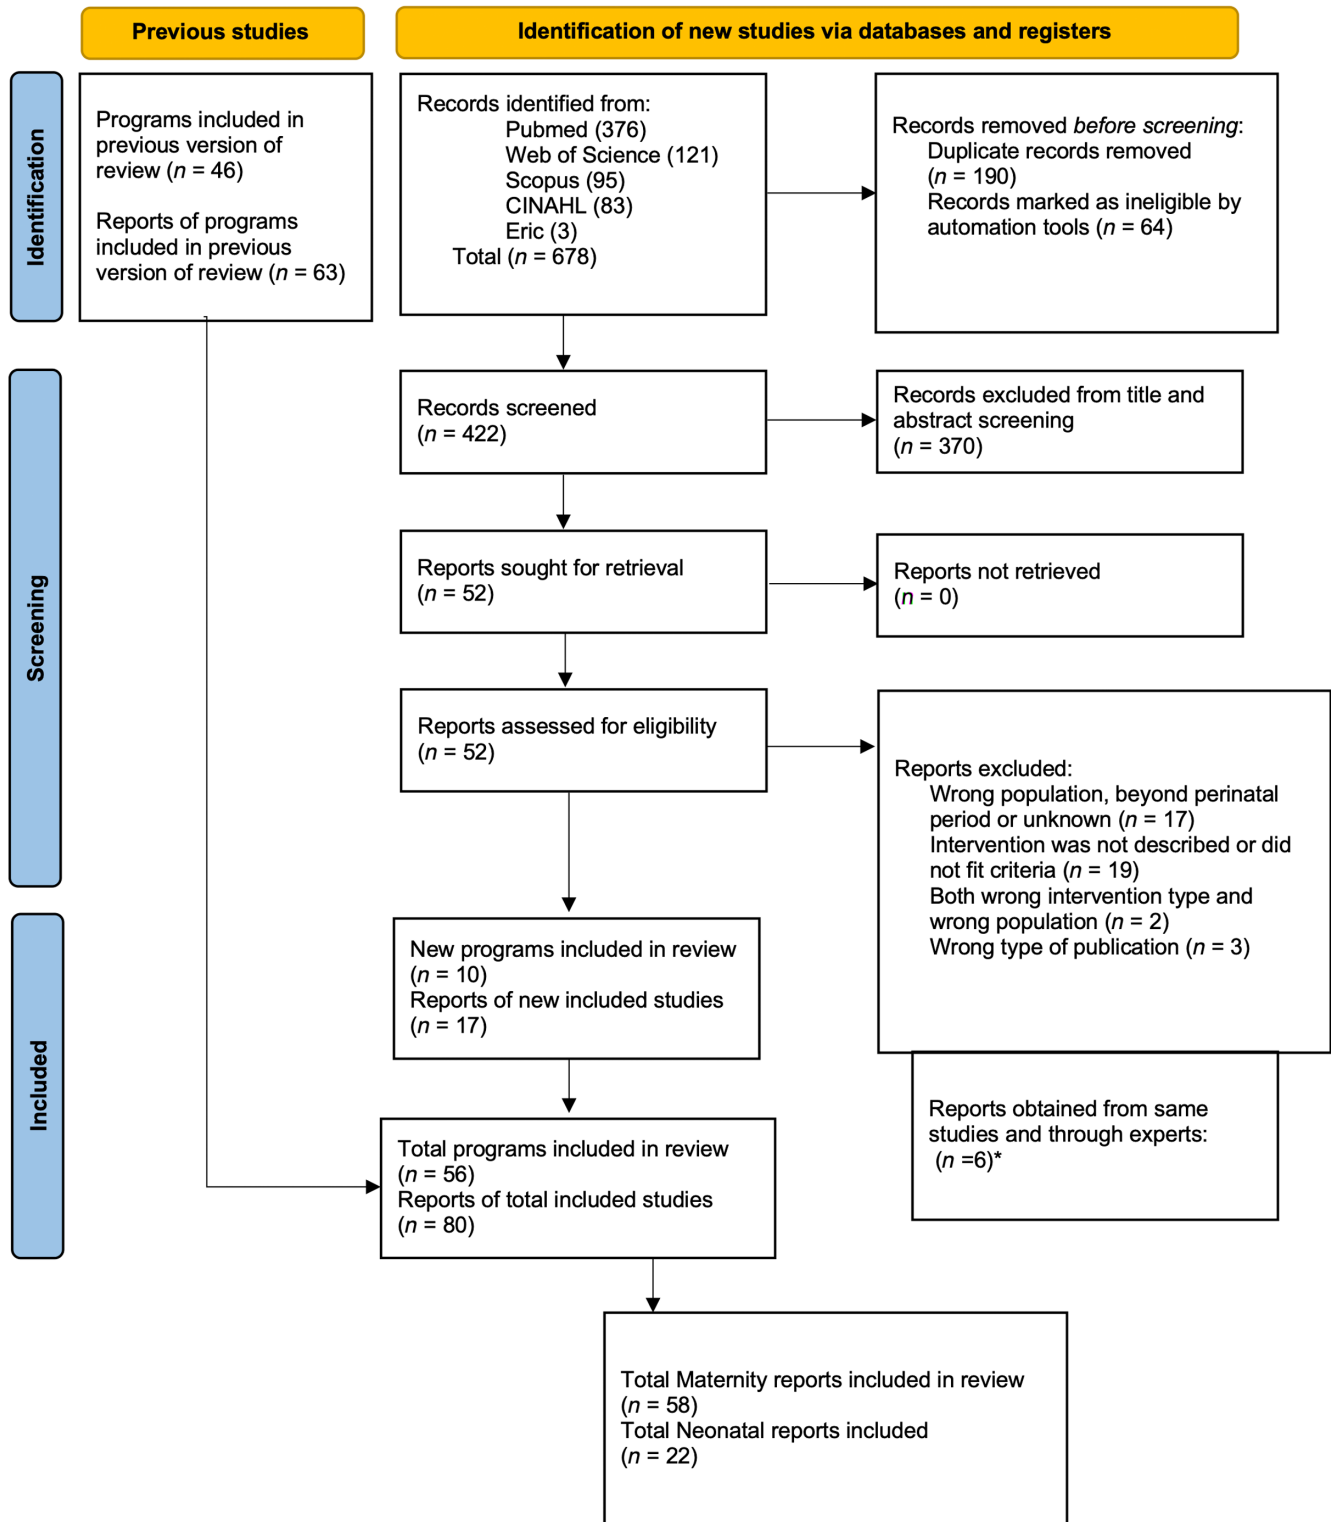 Previous studies
Identification of new studies via databases and registers
Identification
Programs included in
previous version of
review (n = 46)
Reports of programs
included in previous
version of review (n = 63)
Records identified from:
Pubmed (376)
Web of Science (121)
Scopus (95)
CINAHL (83)
Eric (3)
Total (n = 678)
Records removed before screening:
Duplicate records removed
(n = 190)
Records marked as ineligible by
automation tools (n = 64)
Screening
Records screened
(n = 422)
Records excluded from title and
abstract screening
(n = 370)
Reports sought for retrieval
(n = 52)
Reports not retrieved
(n = 0)
Reports assessed for eligibility
(n = 52)
Reports excluded:
Wrong population, beyond perinatal
period or unknown (n = 17)
Intervention was not described or did
not fit criteria (n = 19)
Both wrong intervention type and
wrong population (n = 2)
Wrong type of publication (n = 3)
Included
New programs included in review
(n = 10)
Reports of new included studies
(n = 17)
Reports obtained from same
studies and through experts:
(n =6)*
Total programs included in review
(n = 56)
Reports of total included studies
(n = 80)
Total Maternity reports included in review
(n = 58)
Total Neonatal reports included
(n = 22)